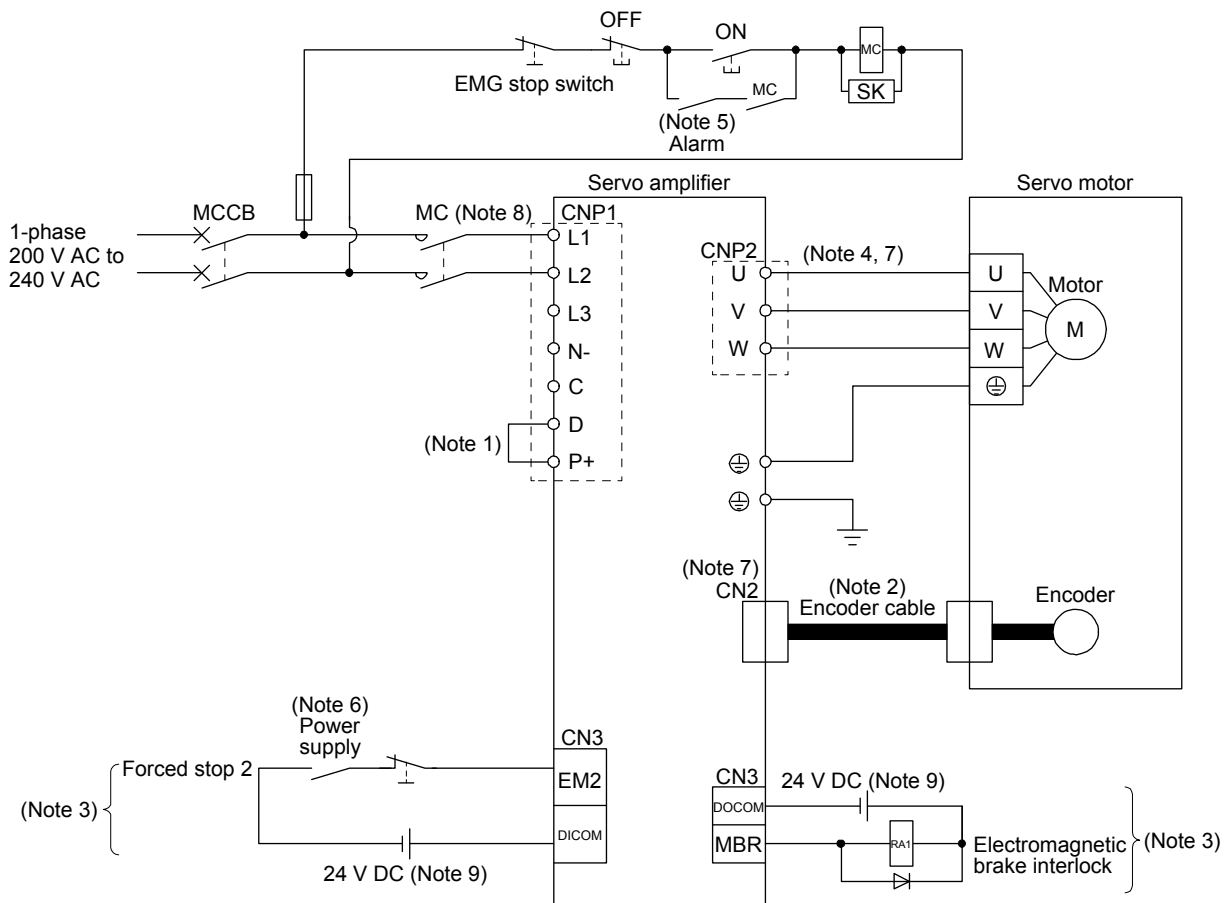 OFF
ON
MC
EMG stop switch
SK
MC
(Note 5)
Alarm
Servo amplifier
Servo motor
MCCB
MC (Note 8)
CNP1
1-phase
200 V AC to
240 V AC
L1
L2
L3
N-
C
D
P+
(Note 1)
CNP2
U
V
W
(Note 4, 7)
U
V
W
Motor
M
(Note 7)
CN2
(Note 2)
Encoder cable
Encoder
(Note 6)
Power
supply
CN3
Forced stop 2
EM2
(Note 3)
DICOM
24 V DC (Note 9)
CN3
24 V DC (Note 9)
DOCOM
MBR
RA1
Electromagnetic
brake interlock
(Note 3)